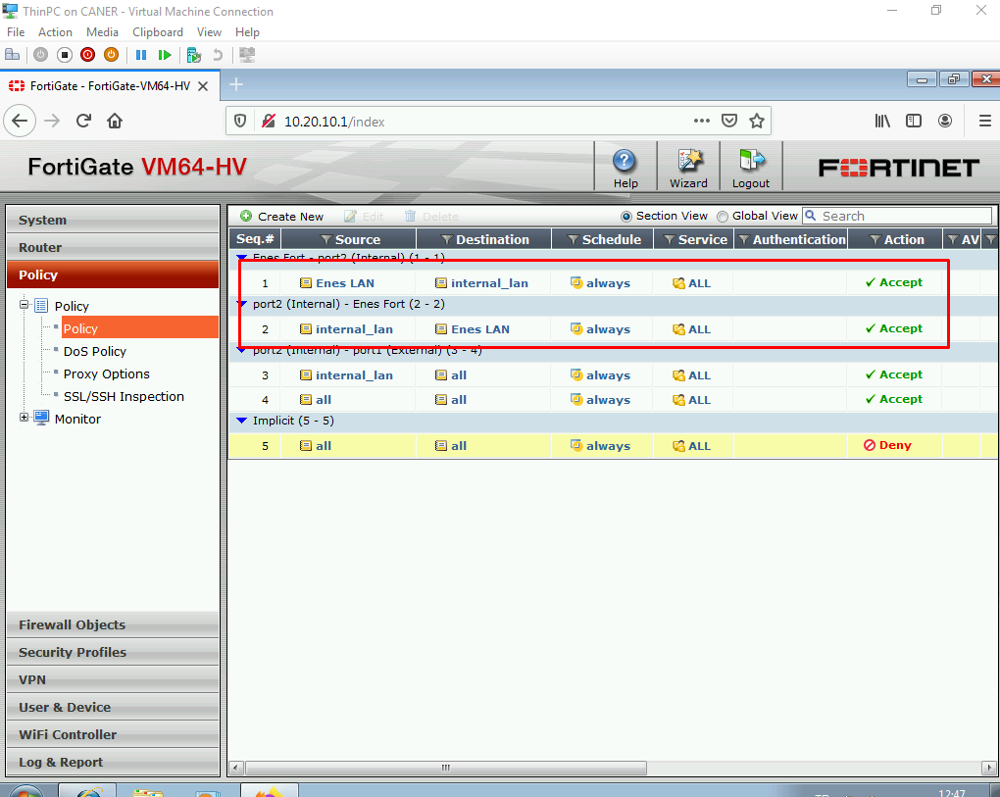 ThinPC on CANER - Virtual Machine Connection
File Action Media Clipboard View Help
FortiGate - FortiGate-VM64-HV
10.20.10.1/index
FortiGate VM64-HV
Help Wizard Logout
FORTINET
System
Router
Policy
Policy
Policy
DoS Policy
Proxy Options
SSL/SSH Inspection
Monitor
Firewall Objects
Security Profiles
VPN
User & Device
WiFi Controller
Log & Report
Create New Edit Delete Section View Global View Search
Seq.# Source Destination Schedule Service Authentication Action AV
Enes Fort - port2 (Internal) (1 - 1)
1 Enes LAN internal_lan always ALL Accept
port2 (Internal) - Enes Fort (2 - 2)
2 internal_lan Enes LAN always ALL Accept
port2 (Internal) - port1 (External) (3 - 4)
3 internal_lan all always ALL Accept
4 all all always ALL Accept
Implicit (5 - 5)
5 all all always ALL Deny
12:47